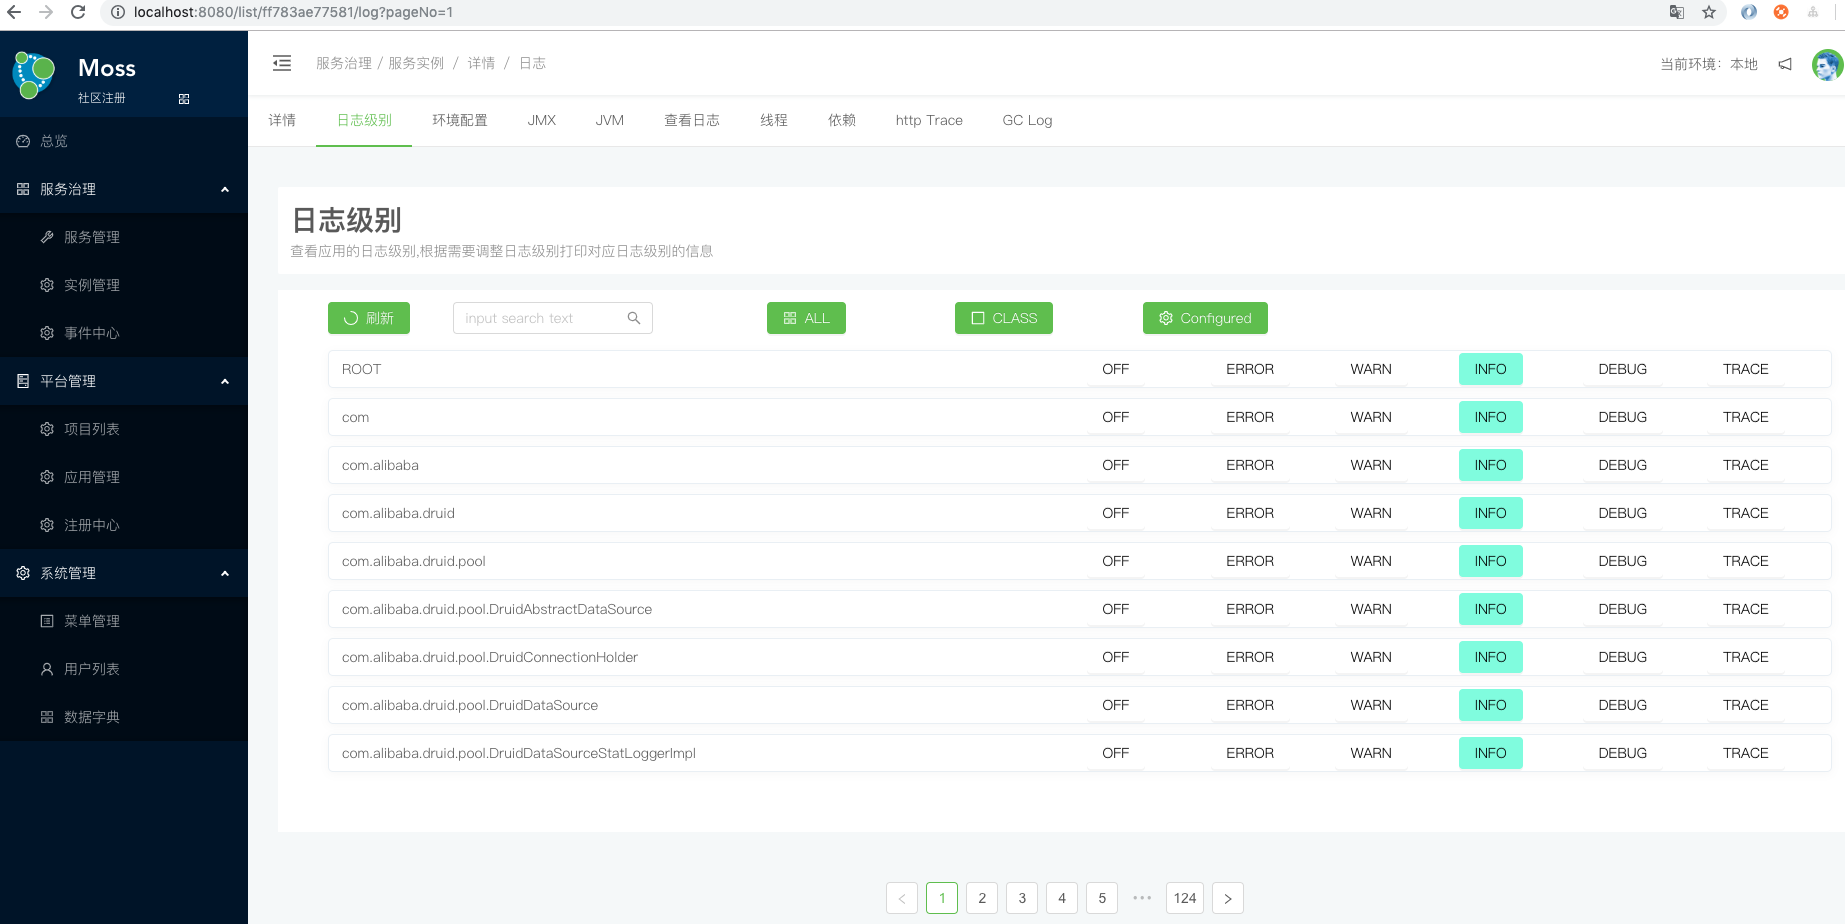 localhost:8080/list/ff783ae77581/log?pageNo=1
Moss
社区注册
总览
服务治理
服务管理
实例管理
事件中心
平台管理
项目列表
应用管理
注册中心
系统管理
菜单管理
用户列表
数据字典
服务治理 / 服务实例 / 详情 / 日志
当前环境: 本地
详情 日志级别 环境配置 JMX JVM 查看日志 线程 依赖 http Trace GC Log
日志级别
查看应用的日志级别,根据需要调整日志级别打印对应日志级别的信息
刷新 input search text ALL CLASS Configured
ROOT OFF ERROR WARN INFO DEBUG TRACE
com OFF ERROR WARN INFO DEBUG TRACE
com.alibaba OFF ERROR WARN INFO DEBUG TRACE
com.alibaba.druid OFF ERROR WARN INFO DEBUG TRACE
com.alibaba.druid.pool OFF ERROR WARN INFO DEBUG TRACE
com.alibaba.druid.pool.DruidAbstractDataSource OFF ERROR WARN INFO DEBUG TRACE
com.alibaba.druid.pool.DruidConnectionHolder OFF ERROR WARN INFO DEBUG TRACE
com.alibaba.druid.pool.DruidDataSource OFF ERROR WARN INFO DEBUG TRACE
com.alibaba.druid.pool.DruidDataSourceStatLoggerImpl OFF ERROR WARN INFO DEBUG TRACE
< 1 2 3 4 5 ••• 124 >